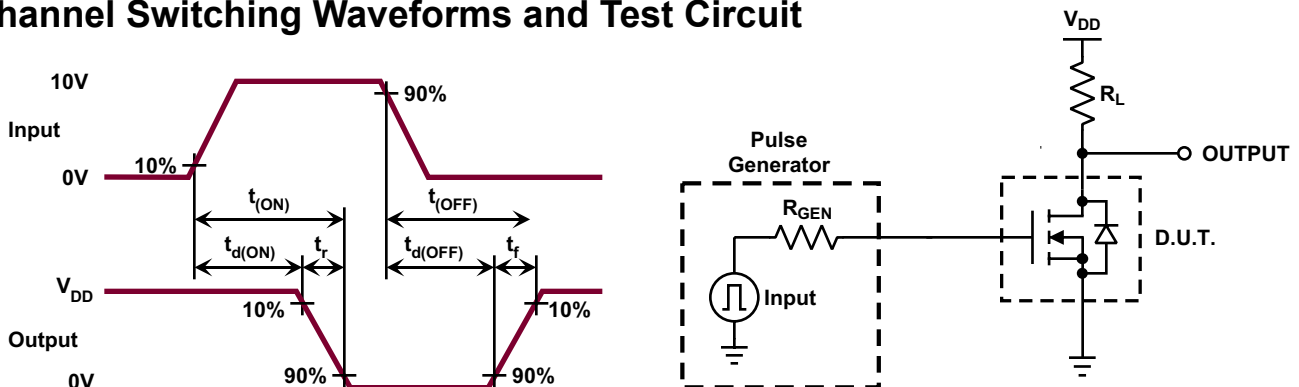 hannel Switching Waveforms and Test Circuit
10V
90%
Input
10%
0V
t(ON)
t(OFF)
td(ON)
tr
td(OFF)
tf
VDD
10%
10%
Output
90%
90%
0V
VDD
RL
OUTPUT
Pulse
Generator
RGEN
Input
D.U.T.